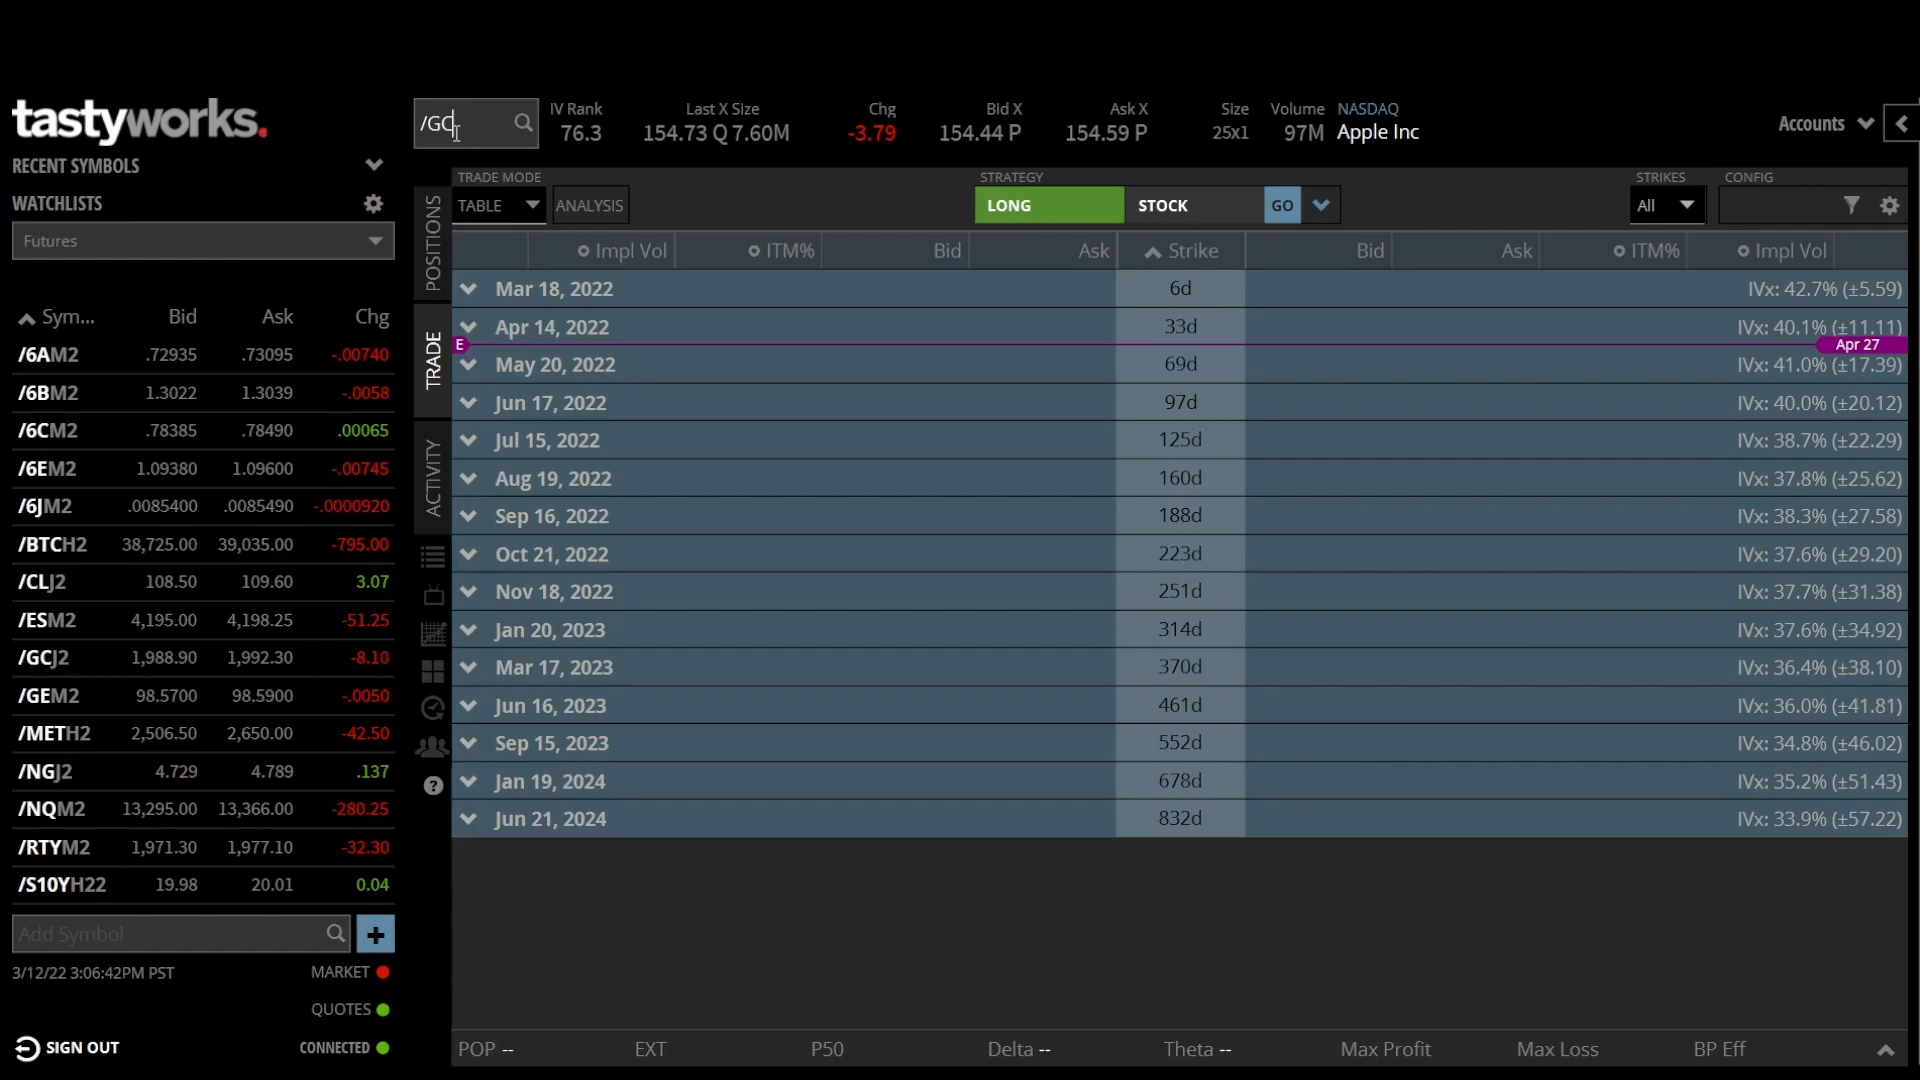 tastyworks.
RECENT SYMBOLS
WATCHLISTS
Futures
Sym... Bid Ask Chg
/6AM2 .72935 .73095 -.00740
/6BM2 1.3022 1.3039 -.0058
/6CM2 .78385 .78490 .00065
/6EM2 1.09380 1.09600 -.00745
/6JM2 .0085400 .0085490 -.0000920
/BTCH2 38,725.00 39,035.00 -795.00
/CLJ2 108.50 109.60 3.07
/ESM2 4,195.00 4,198.25 -51.25
/GCJ2 1,988.90 1,992.30 -8.10
/GEM2 98.5700 98.5900 -.0050
/METH2 2,506.50 2,650.00 -42.50
/NGJ2 4.729 4.789 .137
/NQM2 13,295.00 13,366.00 -280.25
/RTYM2 1,971.30 1,977.10 -32.30
/S10YH22 19.98 20.01 0.04
Add Symbol
3/12/22 3:06:42PM PST MARKET
QUOTES
SIGN OUT CONNECTED
/GC
IV Rank Last X Size Chg Bid X Ask X Size Volume NASDAQ
76.3 154.73 Q 7.60M -3.79 154.44 P 154.59 P 25x1 97M Apple Inc
Accounts
POSITIONS
TRADE
ACTIVITY
TRADE MODE STRATEGY STRIKES CONFIG
TABLE ANALYSIS LONG STOCK GO All
Impl Vol ITM% Bid Ask Strike Bid Ask ITM% Impl Vol
Mar 18, 2022 6d IVx: 42.7% (±5.59)
Apr 14, 2022 33d IVx: 40.1% (±11.11)
E Apr 27
May 20, 2022 69d IVx: 41.0% (±17.39)
Jun 17, 2022 97d IVx: 40.0% (±20.12)
Jul 15, 2022 125d IVx: 38.7% (±22.29)
Aug 19, 2022 160d IVx: 37.8% (±25.62)
Sep 16, 2022 188d IVx: 38.3% (±27.58)
Oct 21, 2022 223d IVx: 37.6% (±29.20)
Nov 18, 2022 251d IVx: 37.7% (±31.38)
Jan 20, 2023 314d IVx: 37.6% (±34.92)
Mar 17, 2023 370d IVx: 36.4% (±38.10)
Jun 16, 2023 461d IVx: 36.0% (±41.81)
Sep 15, 2023 552d IVx: 34.8% (±46.02)
Jan 19, 2024 678d IVx: 35.2% (±51.43)
Jun 21, 2024 832d IVx: 33.9% (±57.22)
POP -- EXT P50 Delta -- Theta -- Max Profit Max Loss BP Eff